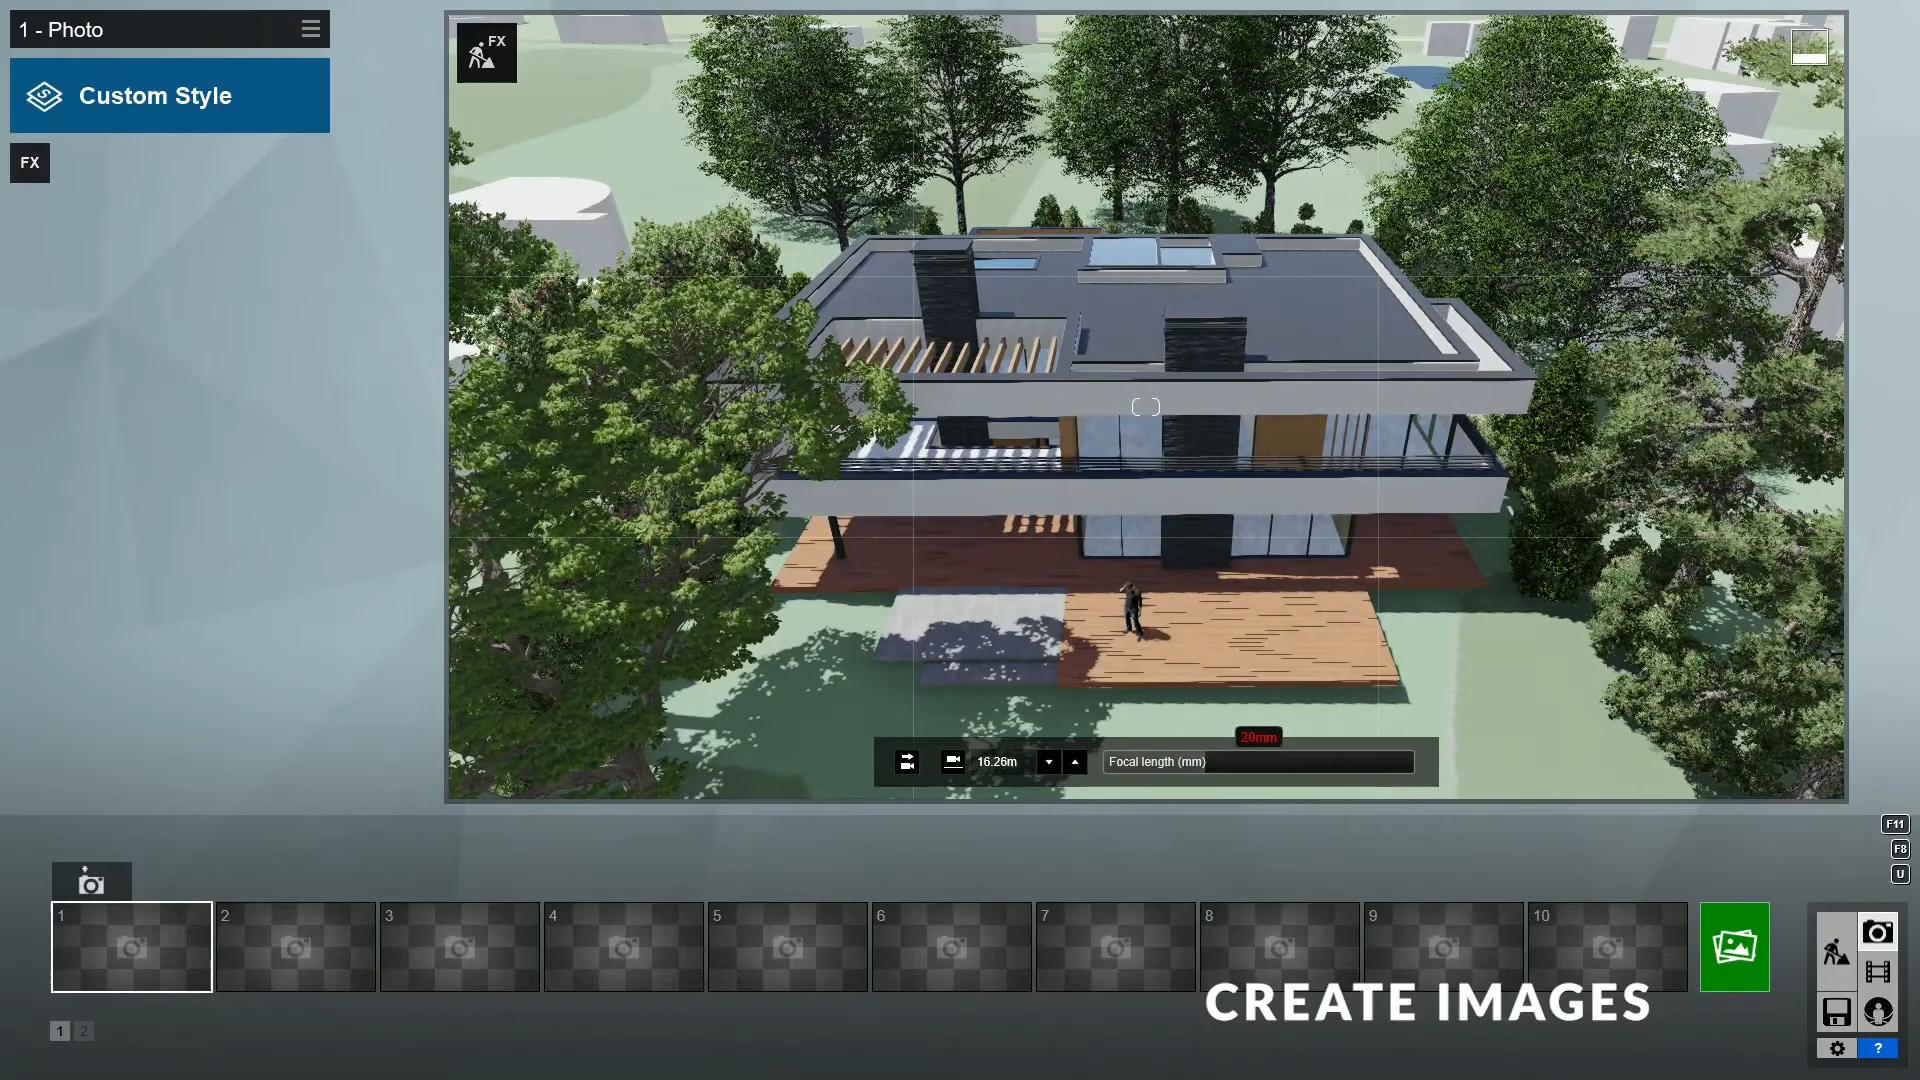 1 - Photo
Custom Style
FX
FX
20mm
16.26m
Focal length (mm)
F11
F8
U
1
2
3
4
5
6
7
8
9
10
CREATE IMAGES
1
2
?